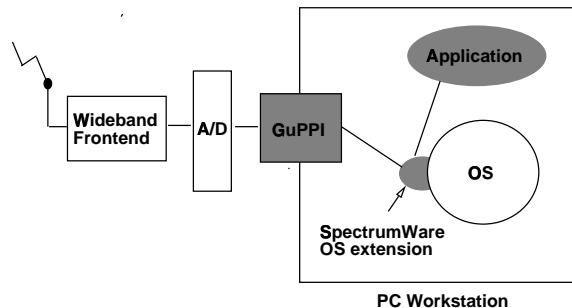 Application
Wideband
Frontend
A/D
GuPPI
OS
SpectrumWare
OS extension
PC Workstation